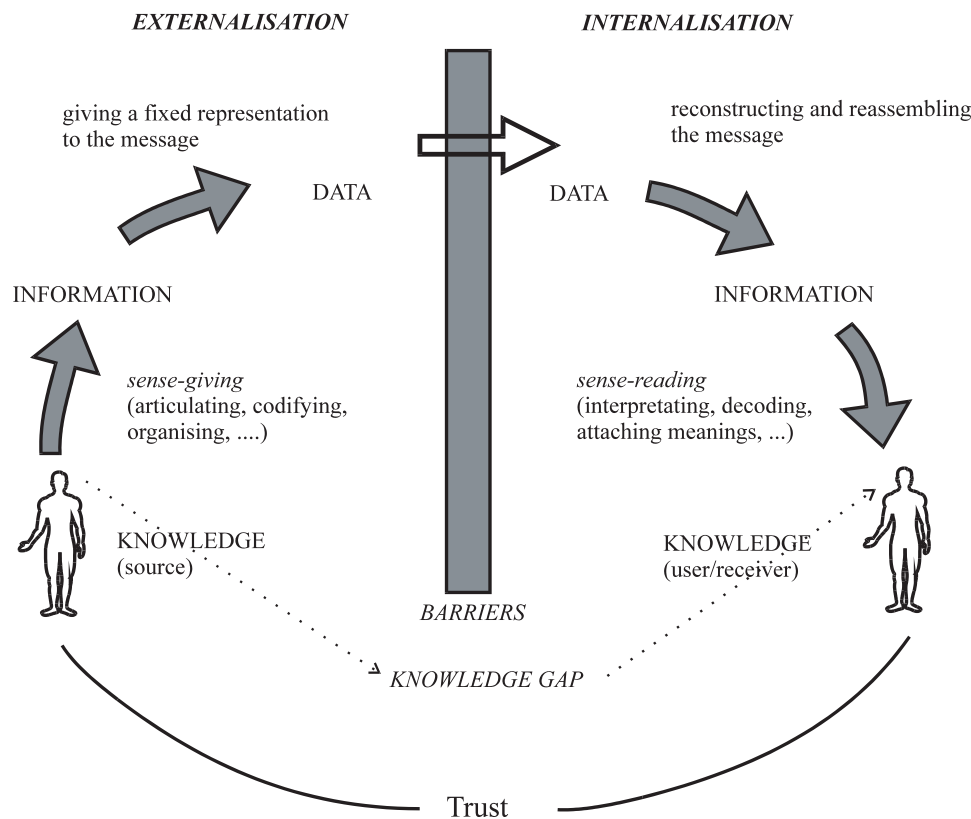 EXTERNALISATION
INTERNALISATION
giving a fixed representation
to the message
reconstructing and reassembling
the message
DATA
DATA
INFORMATION
INFORMATION
sense-giving
(articulating, codifying,
organising, ....)
sense-reading
(interpretating, decoding,
attaching meanings, ...)
KNOWLEDGE
(source)
KNOWLEDGE
(user/receiver)
BARRIERS
KNOWLEDGE GAP
Trust